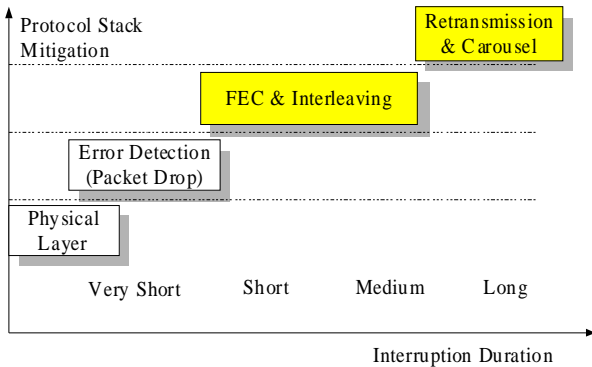 Protocol Stack
Mitigation
Retransmission
& Carousel
FEC & Interleaving
Error Detection
(Packet Drop)
Physical
Layer
Very Short Short Medium Long
Interruption Duration